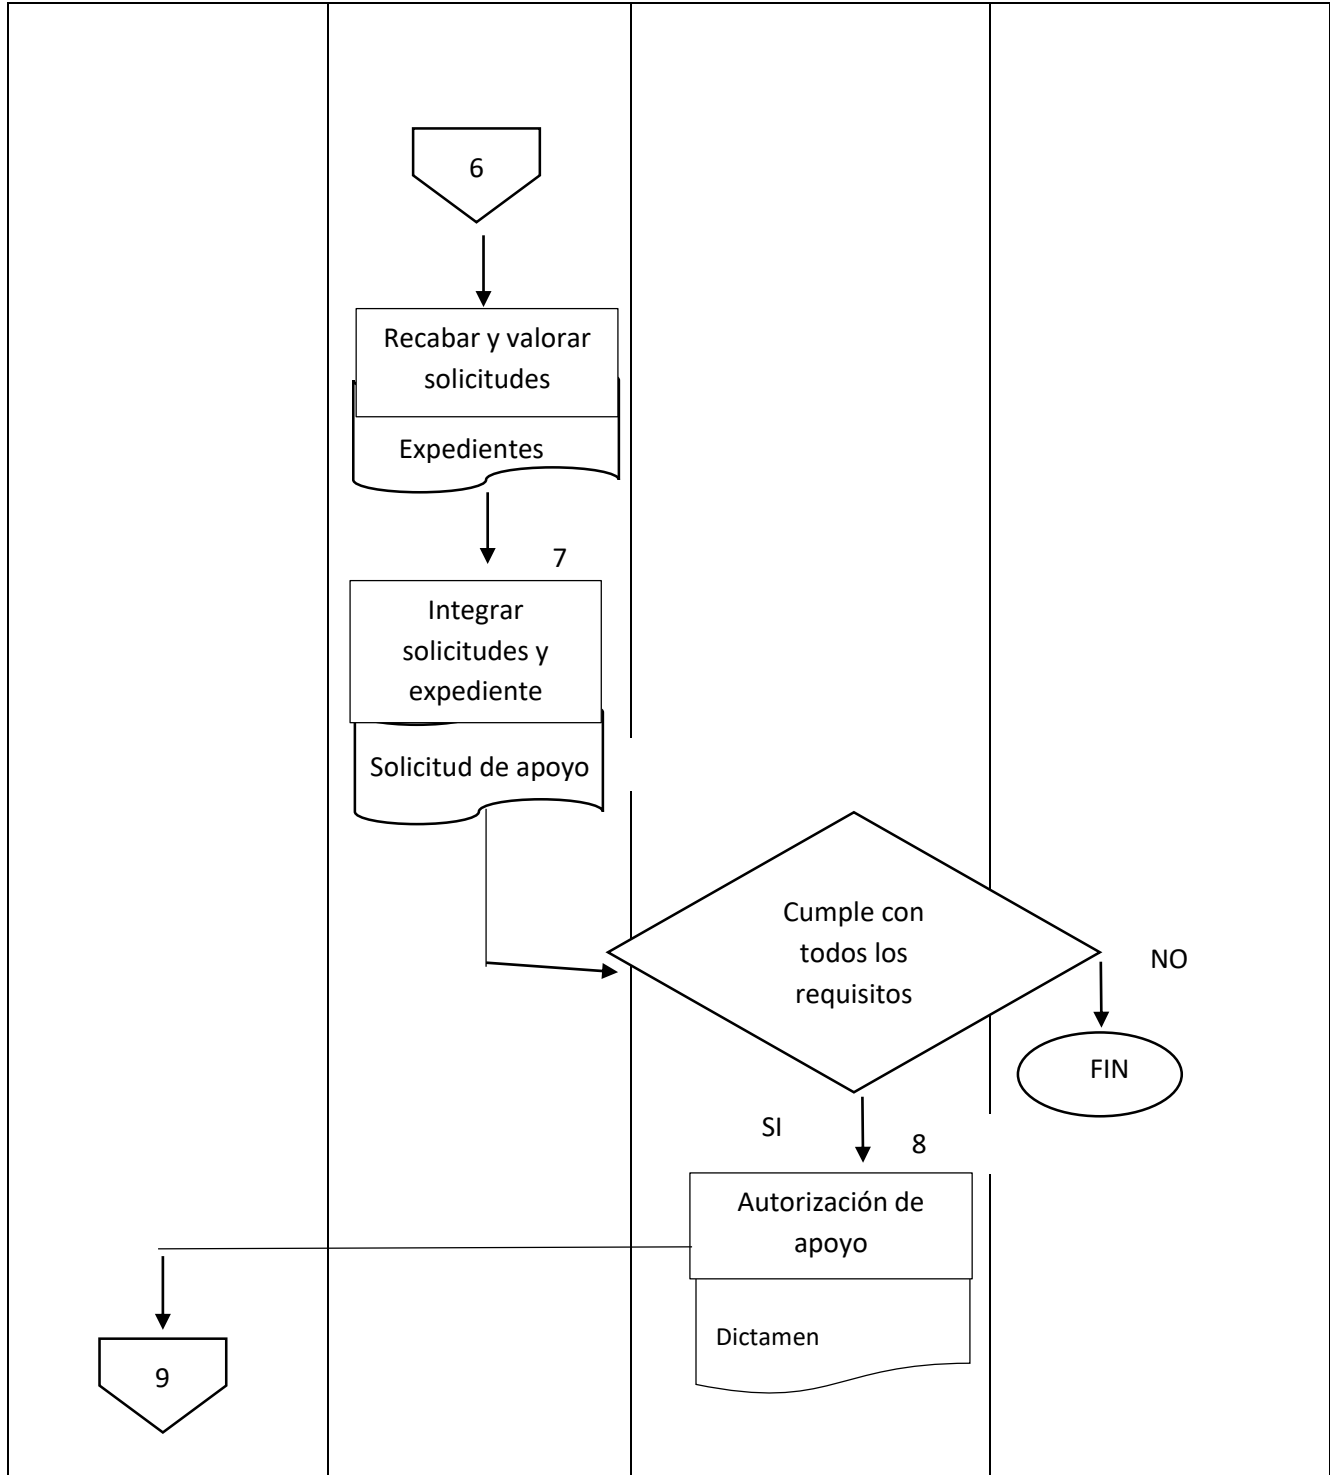 6
Recabar y valorar
solicitudes
Expedientes
7
Integrar
solicitudes y
expediente
Solicitud de apoyo
Cumple con
todos los
requisitos
NO
FIN
SI
8
Autorización de
apoyo
Dictamen
9